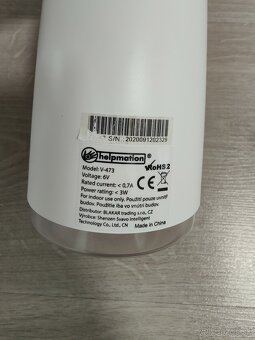 S/N.: 2020091202329
helpmation®
RoHS 2
Model: V-473
Voltage: 6V
Rated current: < 0,7A
Power rating: < 3W
For indoor use only. Použití pouze uvnitř
budov. Použitie iba vo vnútri budov.
Distributor: BLAKAR trading s.r.o., CZ
Výrobce: Shenzen Svavo Intelligent
Technology Co., Ltd., CN
Made in China